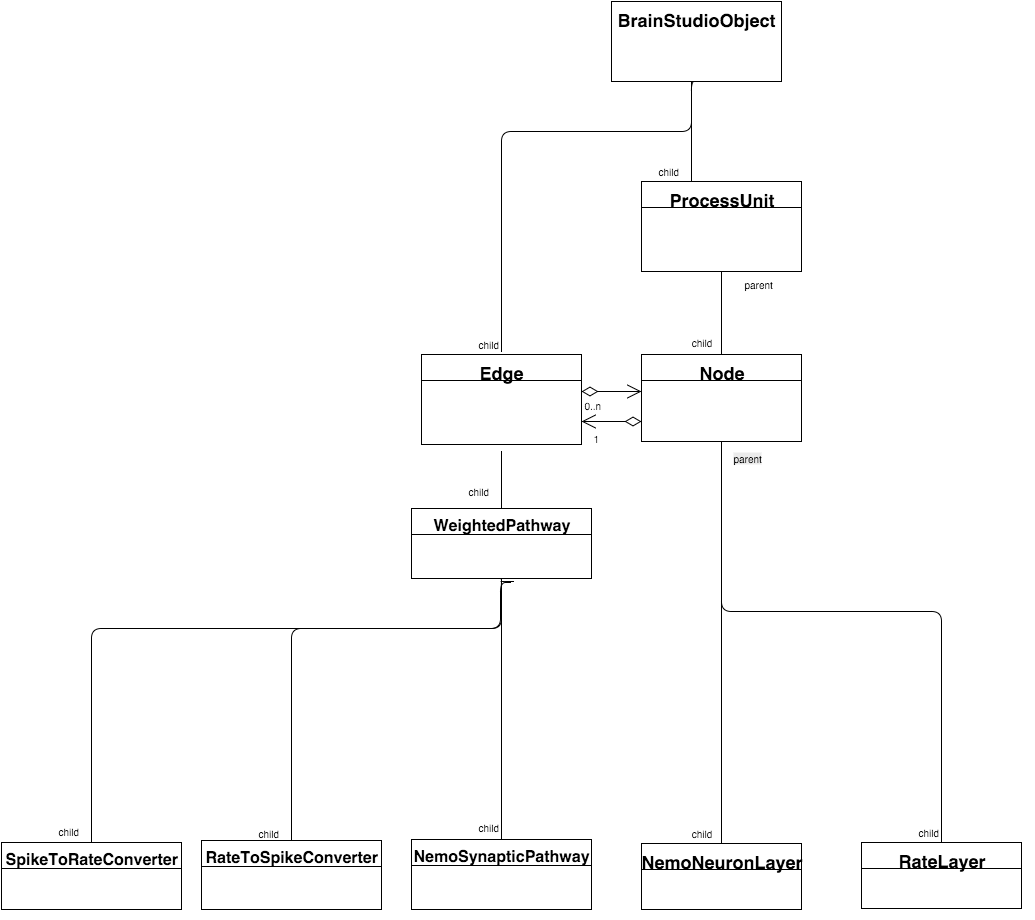 BrainStudioObject
child
ProcessUnit
parent
child
child
Edge
Node
0..n
1
parent
child
WeightedPathway
child
child
child
child
child
SpikeToRateConverter
RateToSpikeConverter
NemoSynapticPathway
NemoNeuronLayer
RateLayer